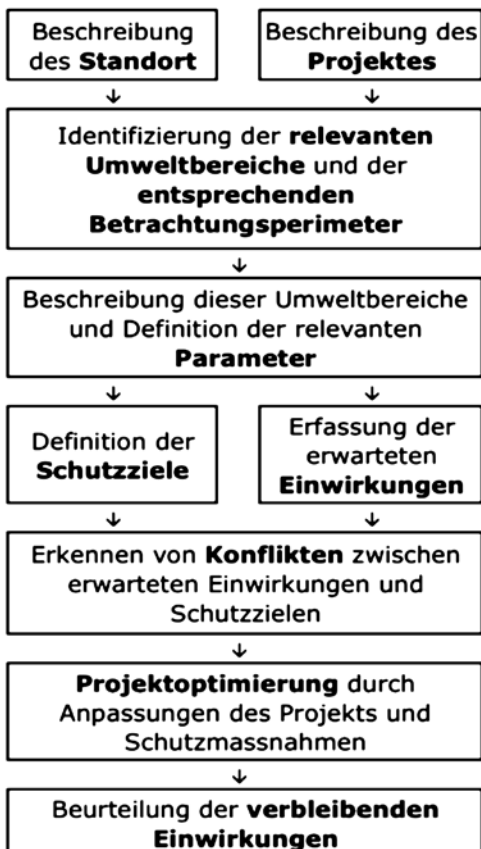 Beschreibung
des Standort
Beschreibung des
Projektes
↓ ↓
Identifizierung der relevanten
Umweltbereiche und der
entsprechenden
Betrachtungsperimeter
↓
Beschreibung dieser Umweltbereiche
und Definition der relevanten
Parameter
↓ ↓
Definition der
Schutzziele
Erfassung der
erwarteten
Einwirkungen
↓ ↓
Erkennen von Konflikten zwischen
erwarteten Einwirkungen und
Schutzzielen
↓
Projektoptimierung durch
Anpassungen des Projekts und
Schutzmassnahmen
↓
Beurteilung der verbleibenden
Einwirkungen